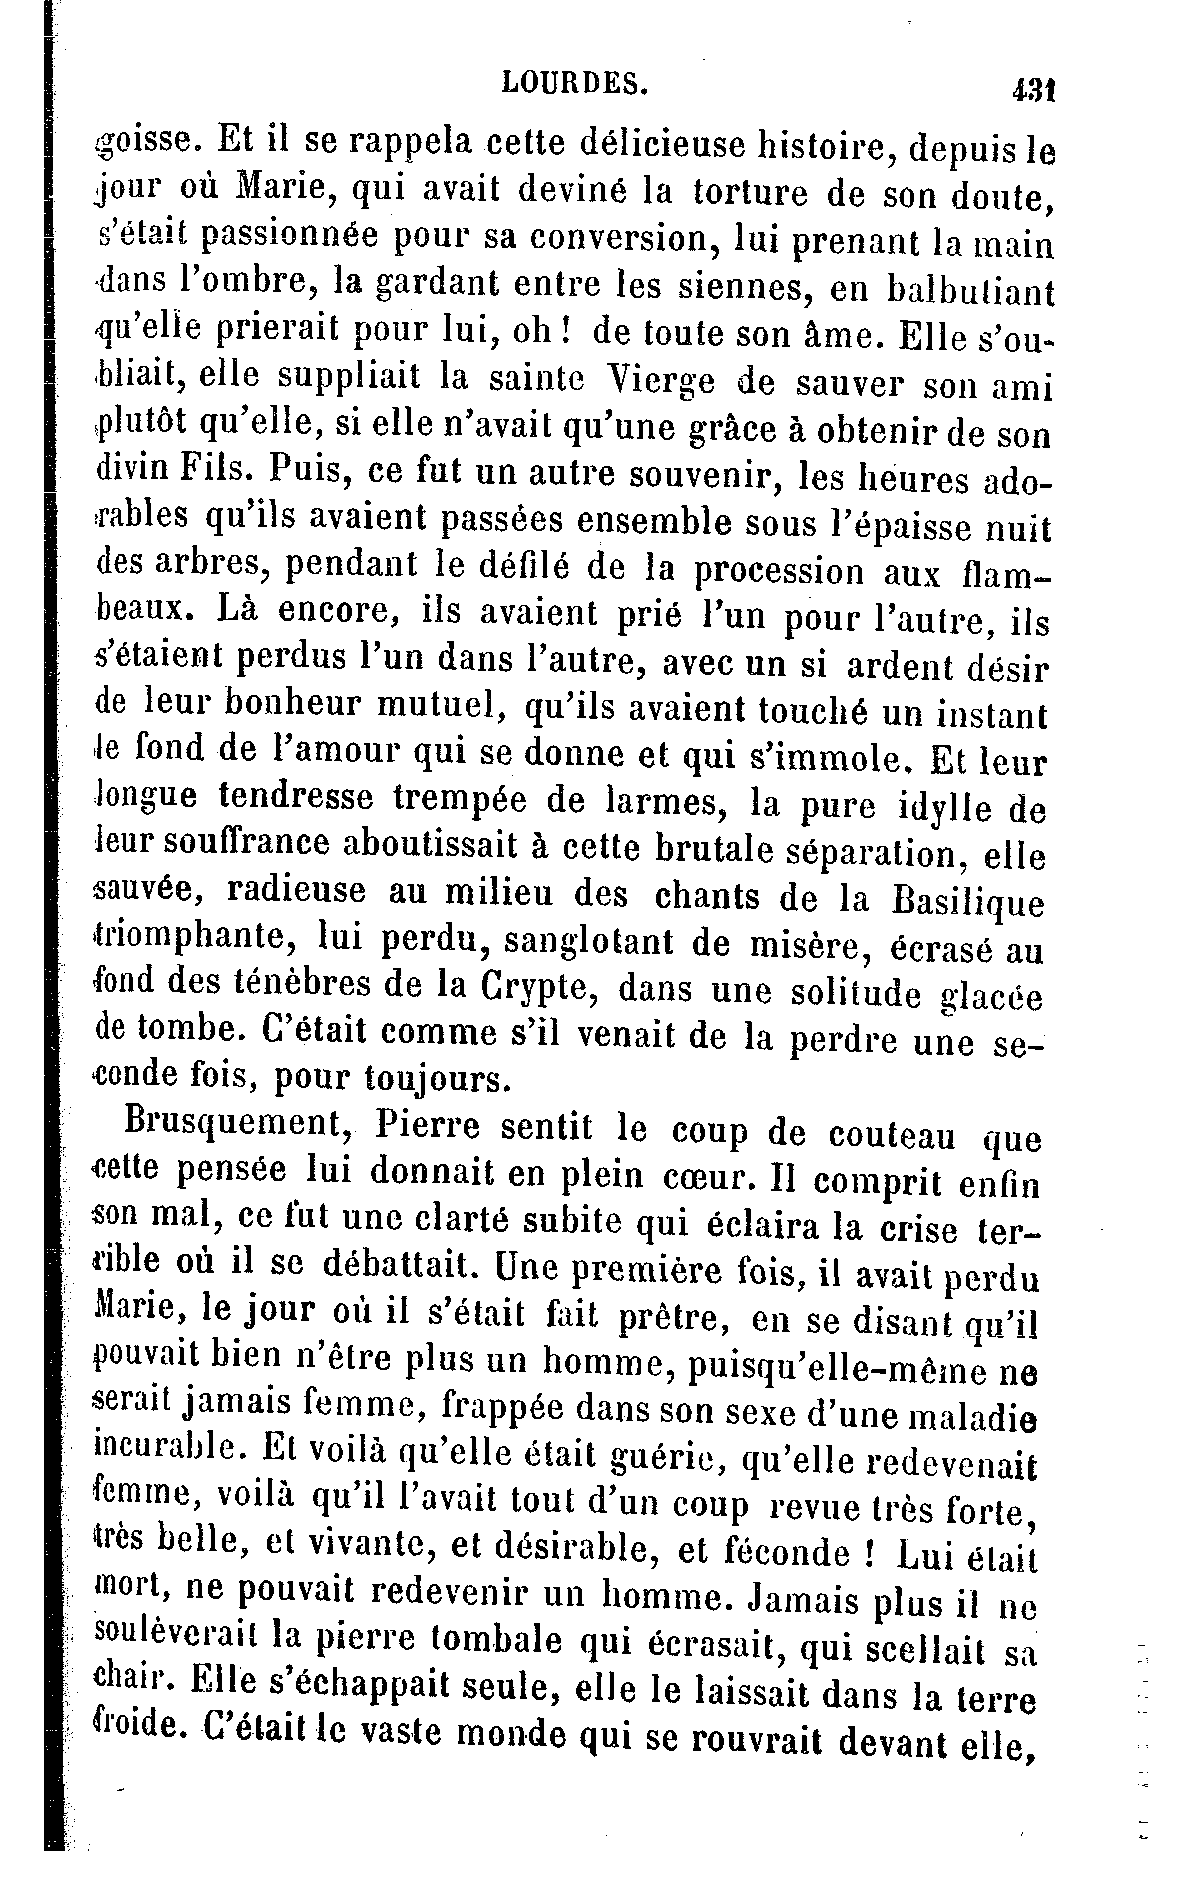 LOURDES. 431
goisse. Et il se rappela cette délicieuse histoire, depuis le
jour où Marie, qui avait deviné la torture de son doute,
s'était passionnée pour sa conversion, lui prenant la main
dans l'ombre, la gardant entre les siennes, en balbutiant
qu'elle prierait pour lui, oh ! de toute son âme. Elle s'ou-
bliait, elle suppliait la sainte Vierge de sauver son ami
plutôt qu'elle, si elle n'avait qu'une grâce à obtenir de son
divin Fils. Puis, ce fut un autre souvenir, les heures ado-
rables qu'ils avaient passées ensemble sous l'épaisse nuit
des arbres, pendant le défilé de la procession aux flam-
beaux. Là encore, ils avaient prié l'un pour l'autre, ils
s'étaient perdus l'un dans l'autre, avec un si ardent désir
de leur bonheur mutuel, qu'ils avaient touché un instant
le fond de l'amour qui se donne et qui s'immole. Et leur
longue tendresse trempée de larmes, la pure idylle de
leur souffrance aboutissait à cette brutale séparation, elle
sauvée, radieuse au milieu des chants de la Basilique
triomphante, lui perdu, sanglotant de misère, écrasé au
fond des ténèbres de la Crypte, dans une solitude glacée
de tombe. C'était comme s'il venait de la perdre une se-
conde fois, pour toujours.
Brusquement, Pierre sentit le coup de couteau que
cette pensée lui donnait en plein cœur. Il comprit enfin
son mal, ce fut une clarté subite qui éclaira la crise ter-
rible où il se débattait. Une première fois, il avait perdu
Marie, le jour où il s'était fait prêtre, en se disant qu'il
pouvait bien n'être plus un homme, puisqu'elle-même ne
serait jamais femme, frappée dans son sexe d'une maladie
incurable. Et voilà qu'elle était guérie, qu'elle redevenait
femme, voilà qu'il l'avait tout d'un coup revue très forte,
très belle, et vivante, et désirable, et féconde ! Lui était
mort, ne pouvait redevenir un homme. Jamais plus il ne
soulèverait la pierre tombale qui écrasait, qui scellait sa
chair. Elle s'échappait seule, elle le laissait dans la terre
froide. C'était le vaste monde qui se rouvrait devant elle,